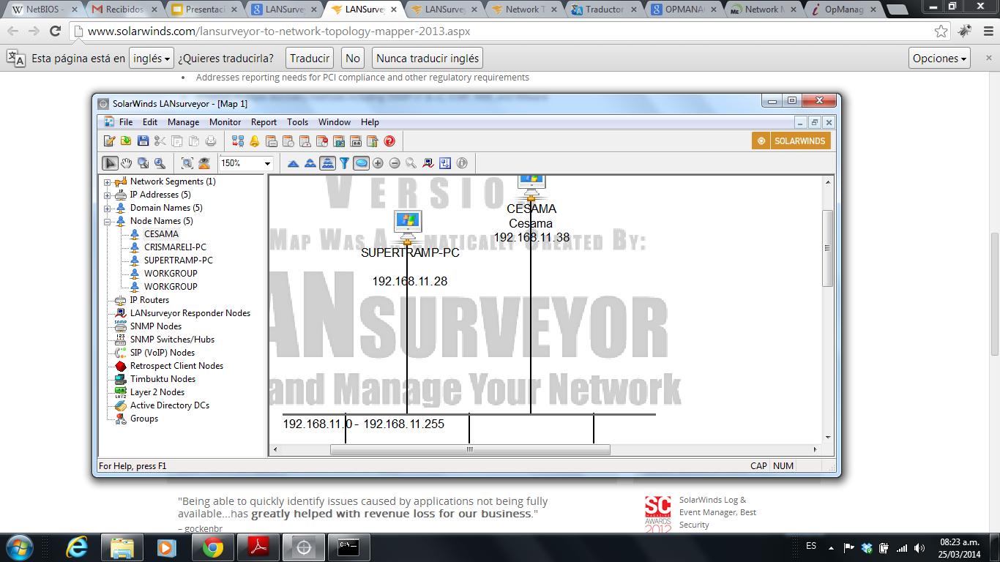 NetBIOS -
Recibidos
Presentaci
LANSurve
LANSurve
LANSurve
Network T
Traductor
OPMANA
Network M
OpManag
www.solarwinds.com/lansurveyor-to-network-topology-mapper-2013.aspx
Esta página está en inglés ¿Quieres traducirla? Traducir No Nunca traducir inglés Opciones
• Addresses reporting needs for PCI compliance and other regulatory requirements
SolarWinds LANsurveyor - [Map 1]
File Edit Manage Monitor Report Tools Window Help
SOLARWINDS
150%
Network Segments (1)
IP Addresses (5)
Domain Names (5)
Node Names (5)
CESAMA
CRISMARELI-PC
SUPERTRAMP-PC
WORKGROUP
WORKGROUP
IP Routers
LANsurveyor Responder Nodes
SNMP Nodes
SNMP Switches/Hubs
SIP (VoIP) Nodes
Retrospect Client Nodes
Timbuktu Nodes
Layer 2 Nodes
Active Directory DCs
Groups
VERSIO
CESAMA
Cesama
192.168.11.38
MAP WAS AUTOMATICALLY CREATED BY:
SUPERTRAMP-PC
192.168.11.28
ANSURVEYOR
and Manage Your Network
192.168.11.0 - 192.168.11.255
For Help, press F1
CAP NUM
"Being able to quickly identify issues caused by applications not being fully
available...has greatly helped with revenue loss for our business."
– gockenbr
SC
MAGAZINE
AWARDS
2012
SolarWinds Log &
Event Manager, Best
Security
ES
08:23 a.m.
25/03/2014